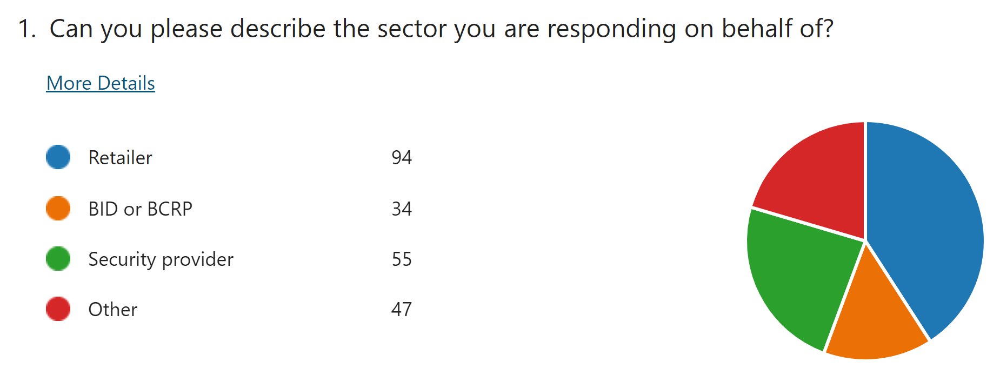 1. Can you please describe the sector you are responding on behalf of?
More Details
Retailer 94
BID or BCRP 34
Security provider 55
Other 47